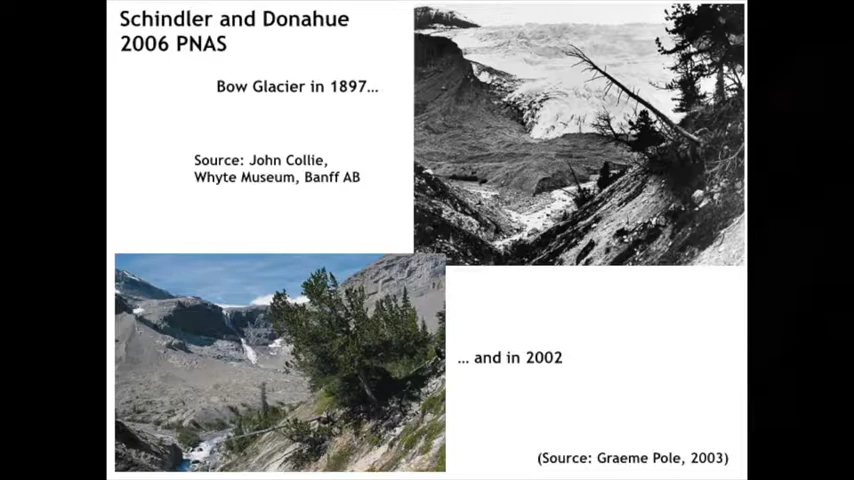 Schindler and Donahue
2006 PNAS
Bow Glacier in 1897...
Source: John Collie,
Whyte Museum, Banff AB
... and in 2002
(Source: Graeme Pole, 2003)